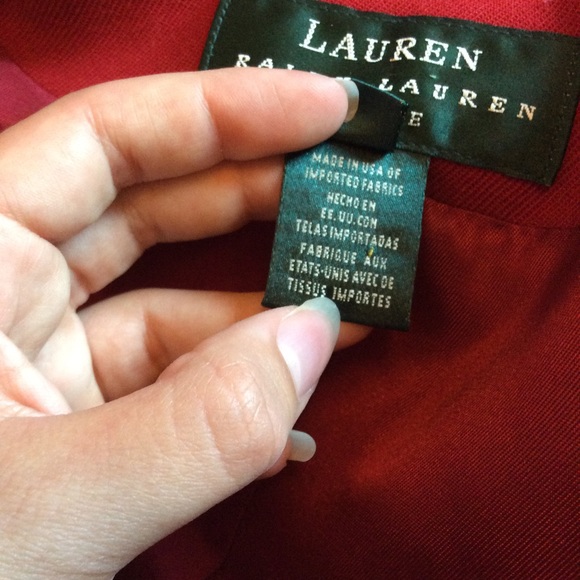 LAUREN
LAUREN
E
MADE IN USA OF
IMPORTED FABRICS
HECHO EN
EE.UU.CON
TELAS IMPORTADAS
FABRIQUE AUX
ETATS-UNIS AVEC DE
TISSUS IMPORTES